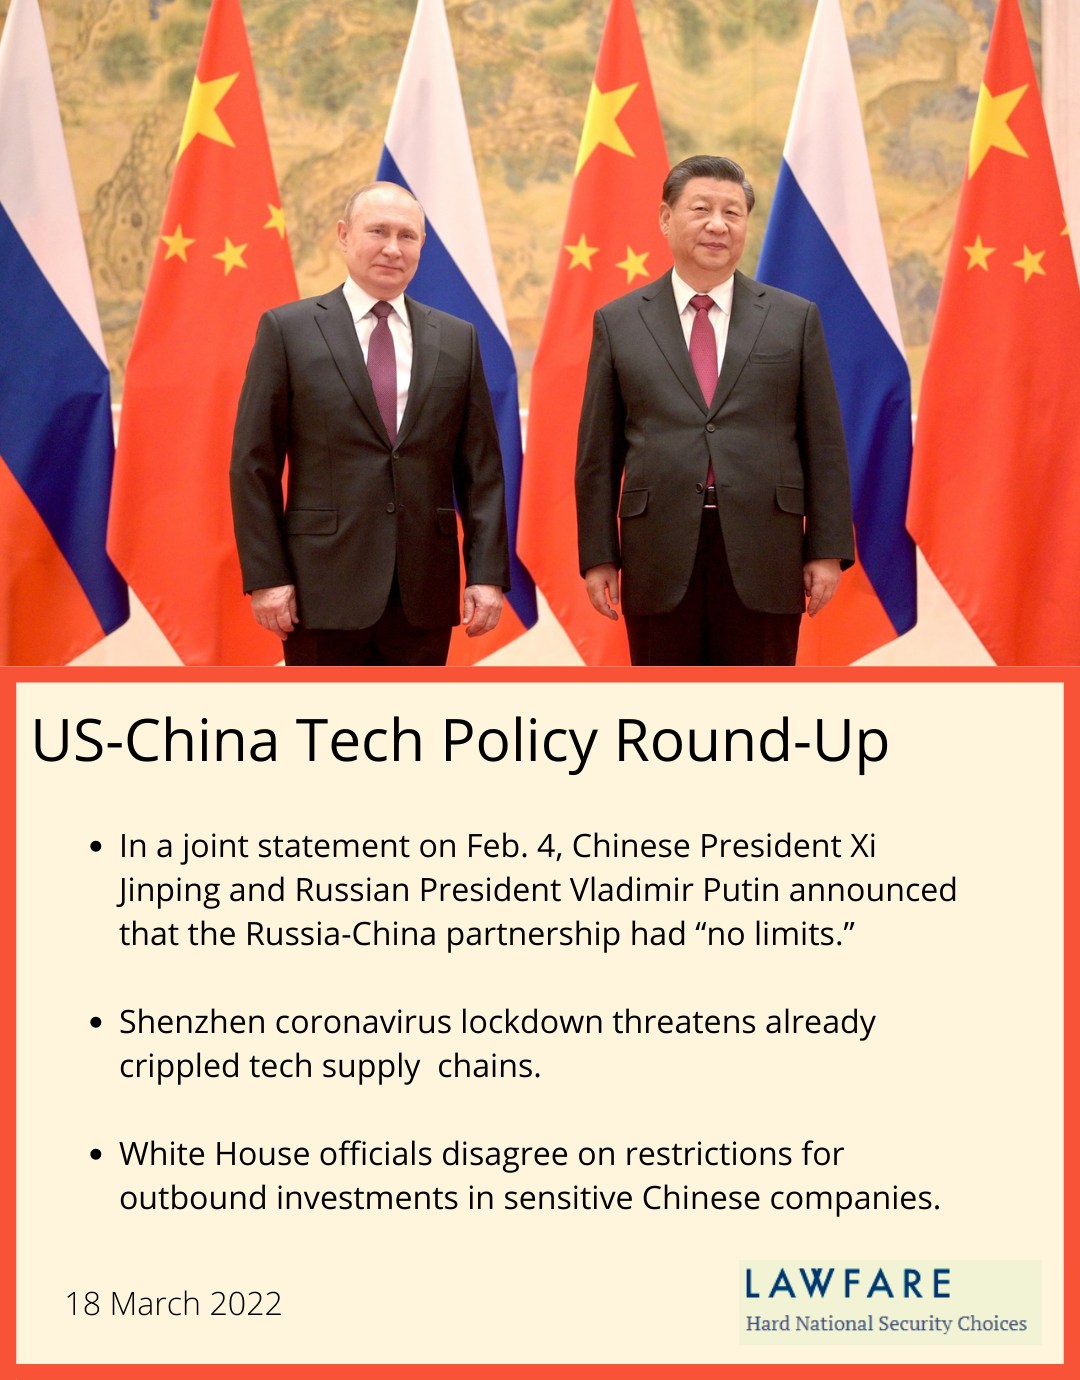 US-China Tech Policy Round-Up
• In a joint statement on Feb. 4, Chinese President Xi
Jinping and Russian President Vladimir Putin announced
that the Russia-China partnership had “no limits.”
• Shenzhen coronavirus lockdown threatens already
crippled tech supply  chains.
• White House officials disagree on restrictions for
outbound investments in sensitive Chinese companies.
18 March 2022
LAWFARE
Hard National Security Choices